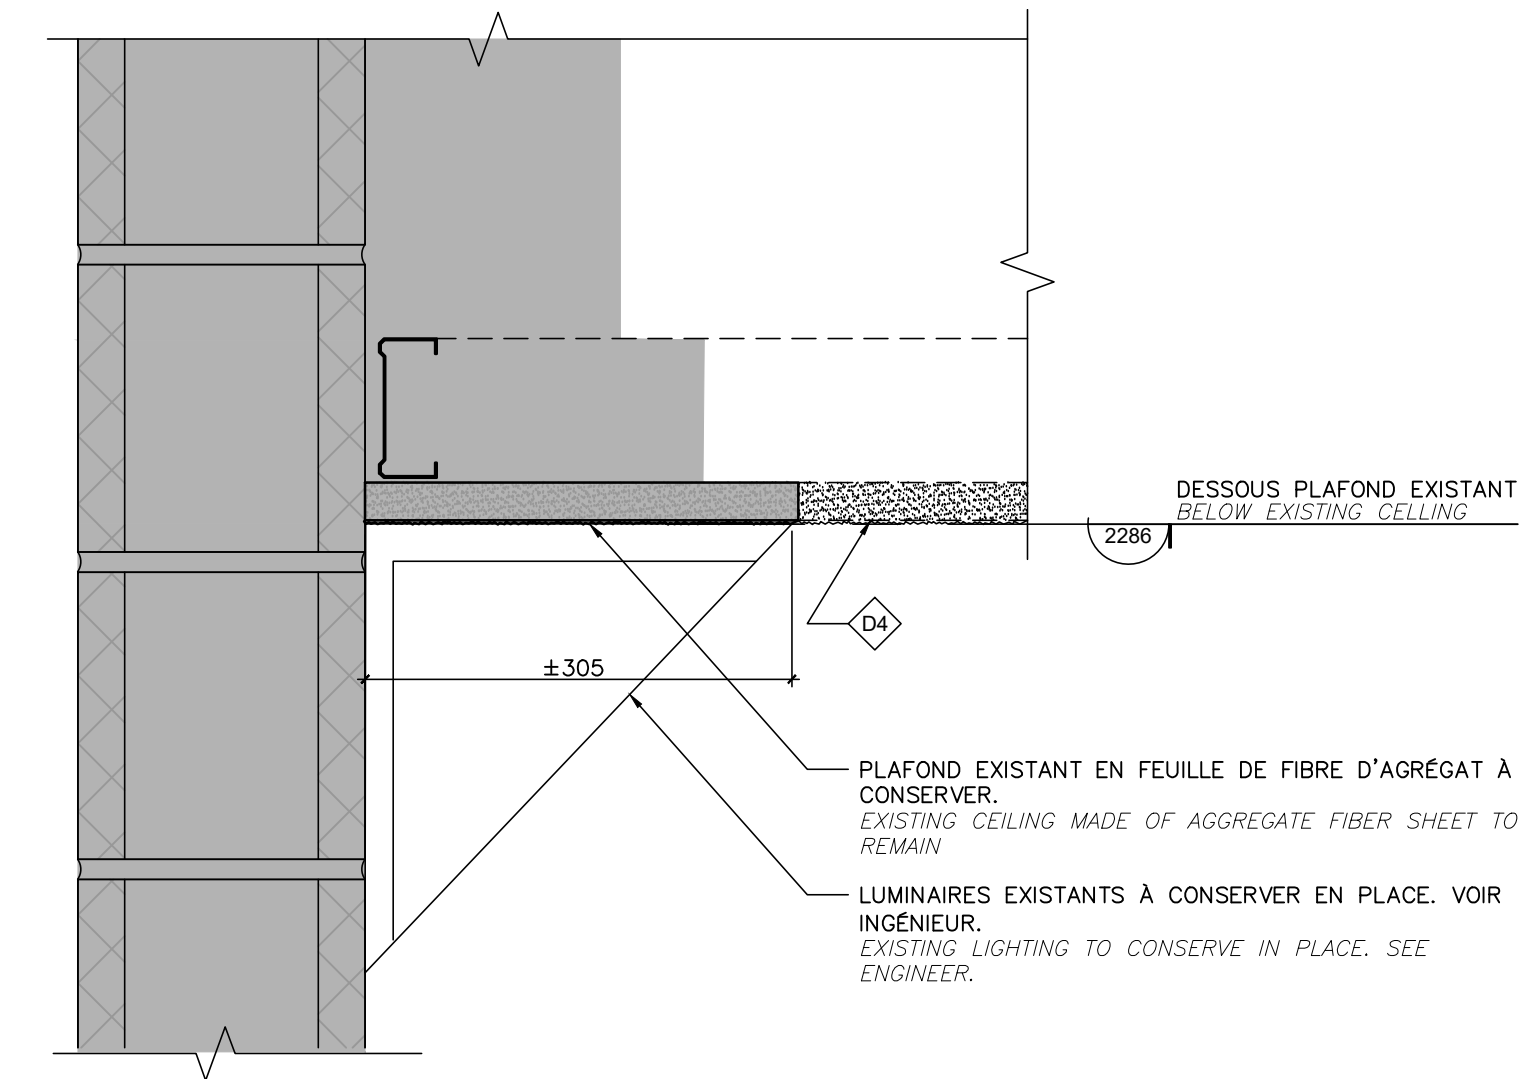 DESSOUS PLAFOND EXISTANT
BELOW EXISTING CELLING
2286
D4
±305
PLAFOND EXISTANT EN FEUILLE DE FIBRE D'AGRÉGAT À
CONSERVER.
EXISTING CEILING MADE OF AGGREGATE FIBER SHEET TO
REMAIN
LUMINAIRES EXISTANTS À CONSERVER EN PLACE. VOIR
INGÉNIEUR.
EXISTING LIGHTING TO CONSERVE IN PLACE. SEE
ENGINEER.